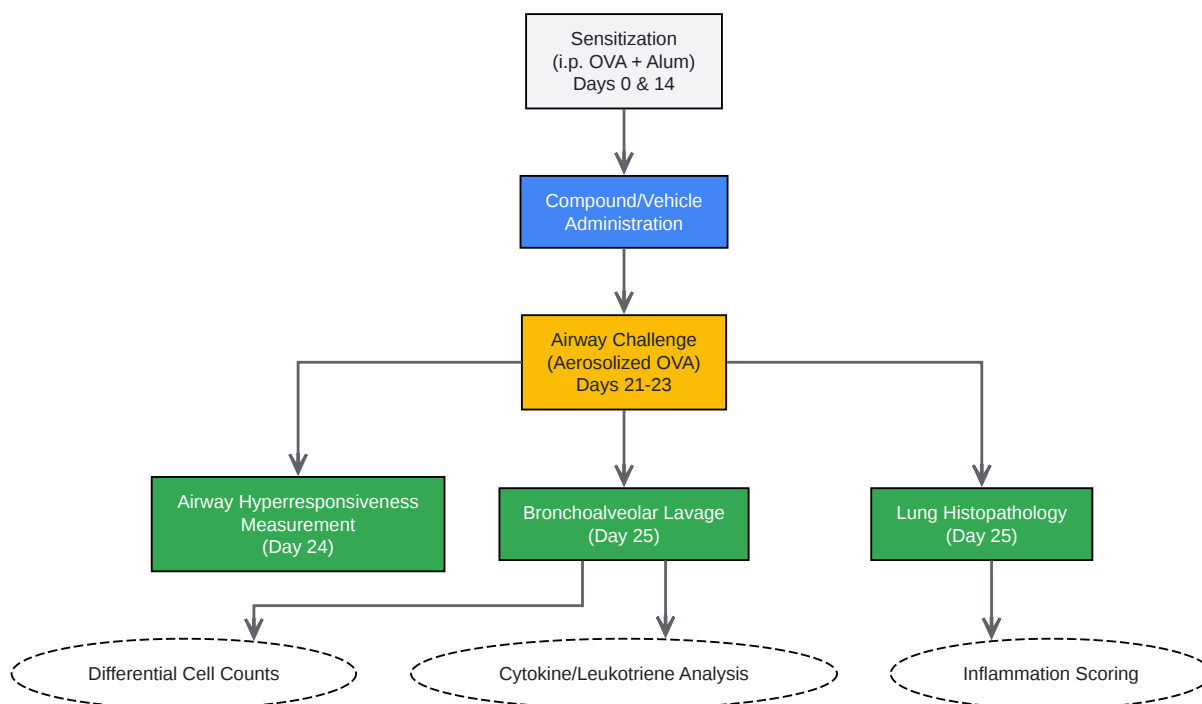 Sensitization
(i.p. OVA + Alum)
Days 0 & 14
Compound/Vehicle
Administration
Airway Challenge
(Aerosolized OVA)
Days 21-23
Airway Hyperresponsiveness
Measurement
(Day 24)
Bronchoalveolar Lavage
(Day 25)
Lung Histopathology
(Day 25)
Differential Cell Counts
Cytokine/Leukotriene Analysis
Inflammation Scoring